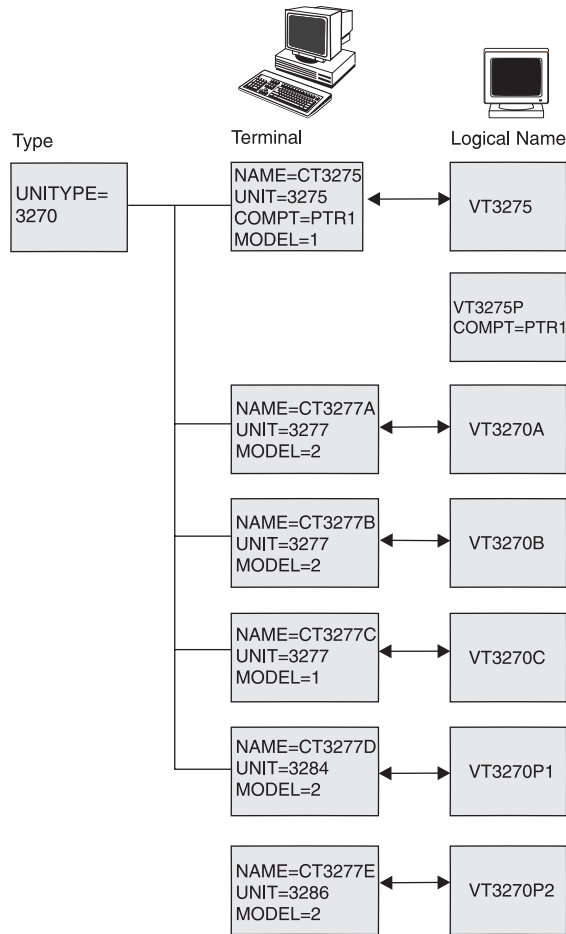 Type
Terminal
Logical Name
UNITYPE=
3270
NAME=CT3275
UNIT=3275
COMPT=PTR1
MODEL=1
VT3275
VT3275P
COMPT=PTR1
NAME=CT3277A
UNIT=3277
MODEL=2
VT3270A
NAME=CT3277B
UNIT=3277
MODEL=2
VT3270B
NAME=CT3277C
UNIT=3277
MODEL=1
VT3270C
NAME=CT3277D
UNIT=3284
MODEL=2
VT3270P1
NAME=CT3277E
UNIT=3286
MODEL=2
VT3270P2